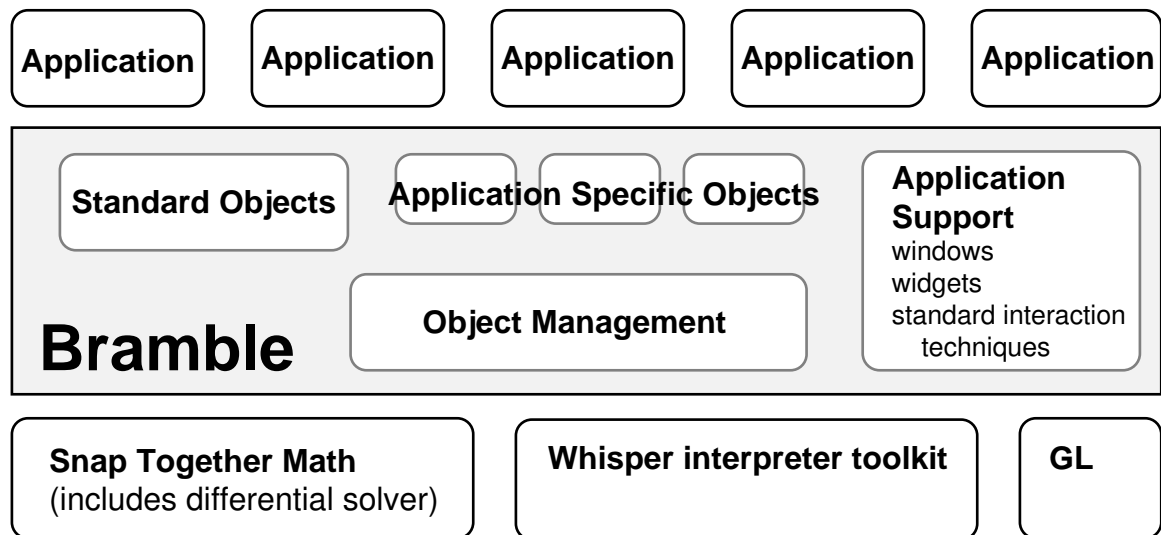 Application
Application
Application
Application
Application
Standard Objects
Application Specific Objects
Application
Support
windows
widgets
standard interaction
techniques
Object Management
Bramble
Snap Together Math
(includes differential solver)
Whisper interpreter toolkit
GL